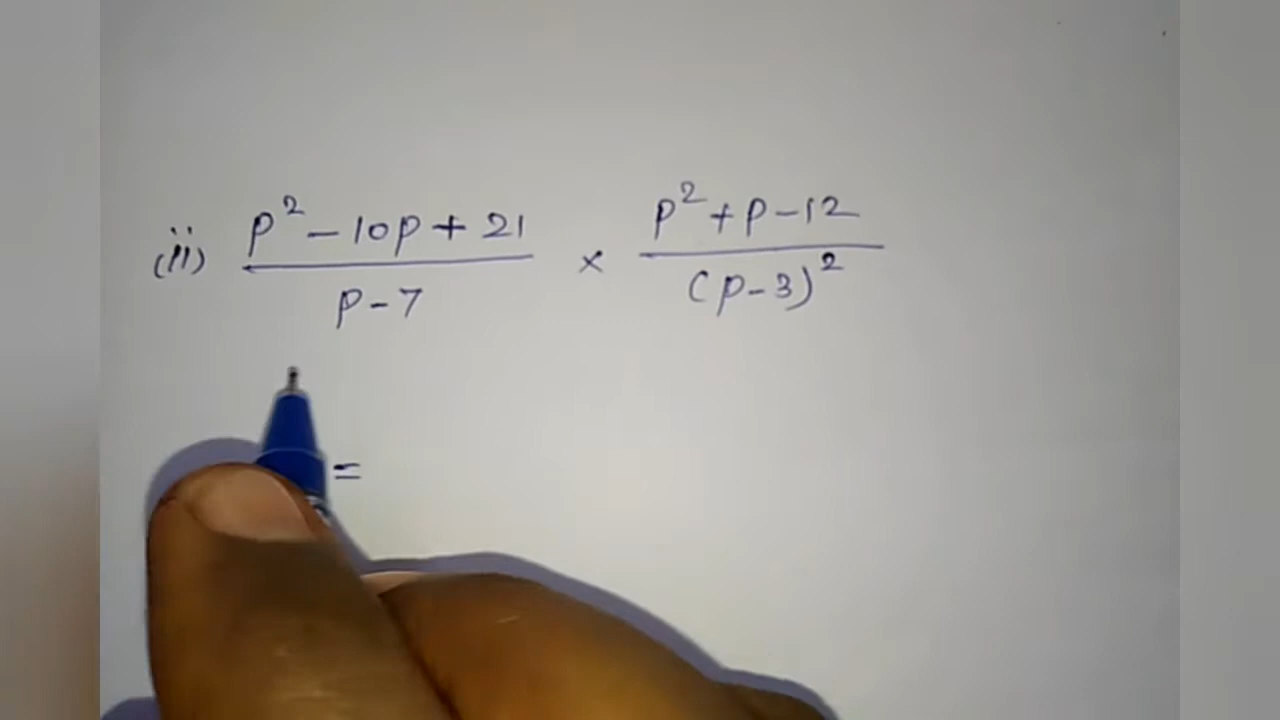 (ii) p² - 10p + 21 / p - 7 × p² + p - 12 / (p - 3)²
=